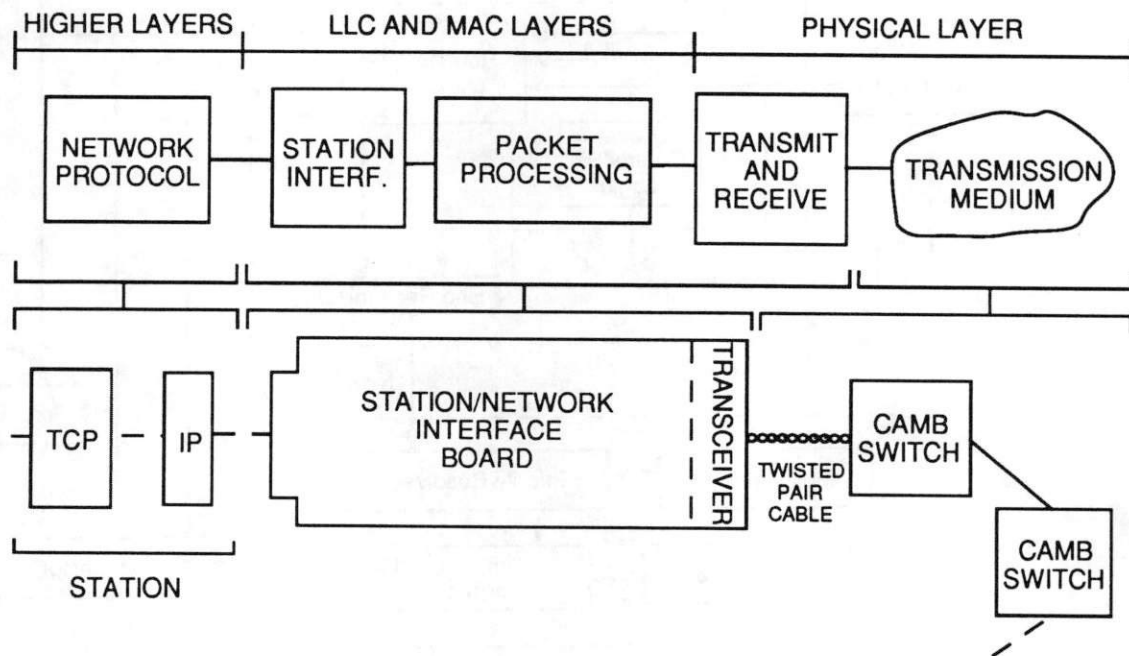 HIGHER LAYERS
LLC AND MAC LAYERS
PHYSICAL LAYER
NETWORK
PROTOCOL
STATION
INTERF.
PACKET
PROCESSING
TRANSMIT
AND
RECEIVE
TRANSMISSION
MEDIUM
TCP
IP
STATION/NETWORK
INTERFACE
BOARD
TRANSCEIVER
TWISTED
PAIR
CABLE
CAMB
SWITCH
CAMB
SWITCH
STATION